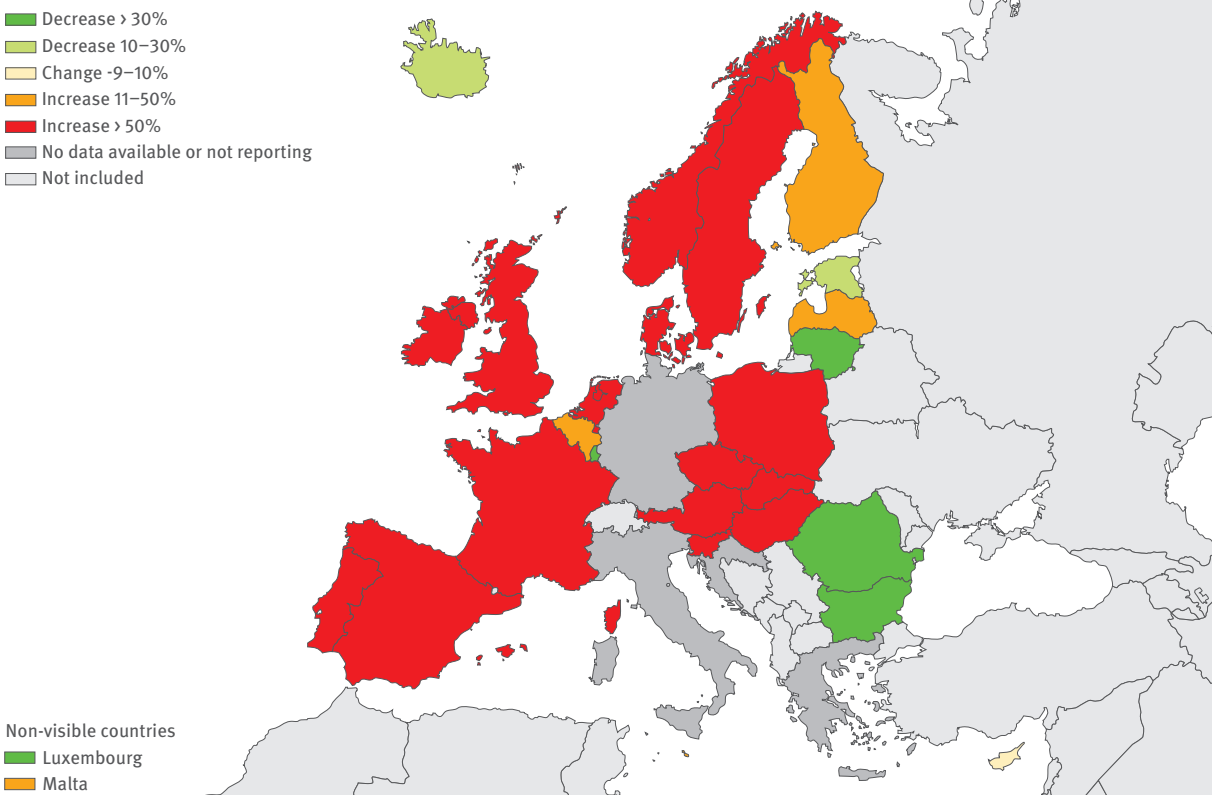 Decrease > 30%
Decrease 10–30%
Change -9–10%
Increase 11–50%
Increase > 50%
No data available or not reporting
Not included
Non-visible countries
Luxembourg
Malta